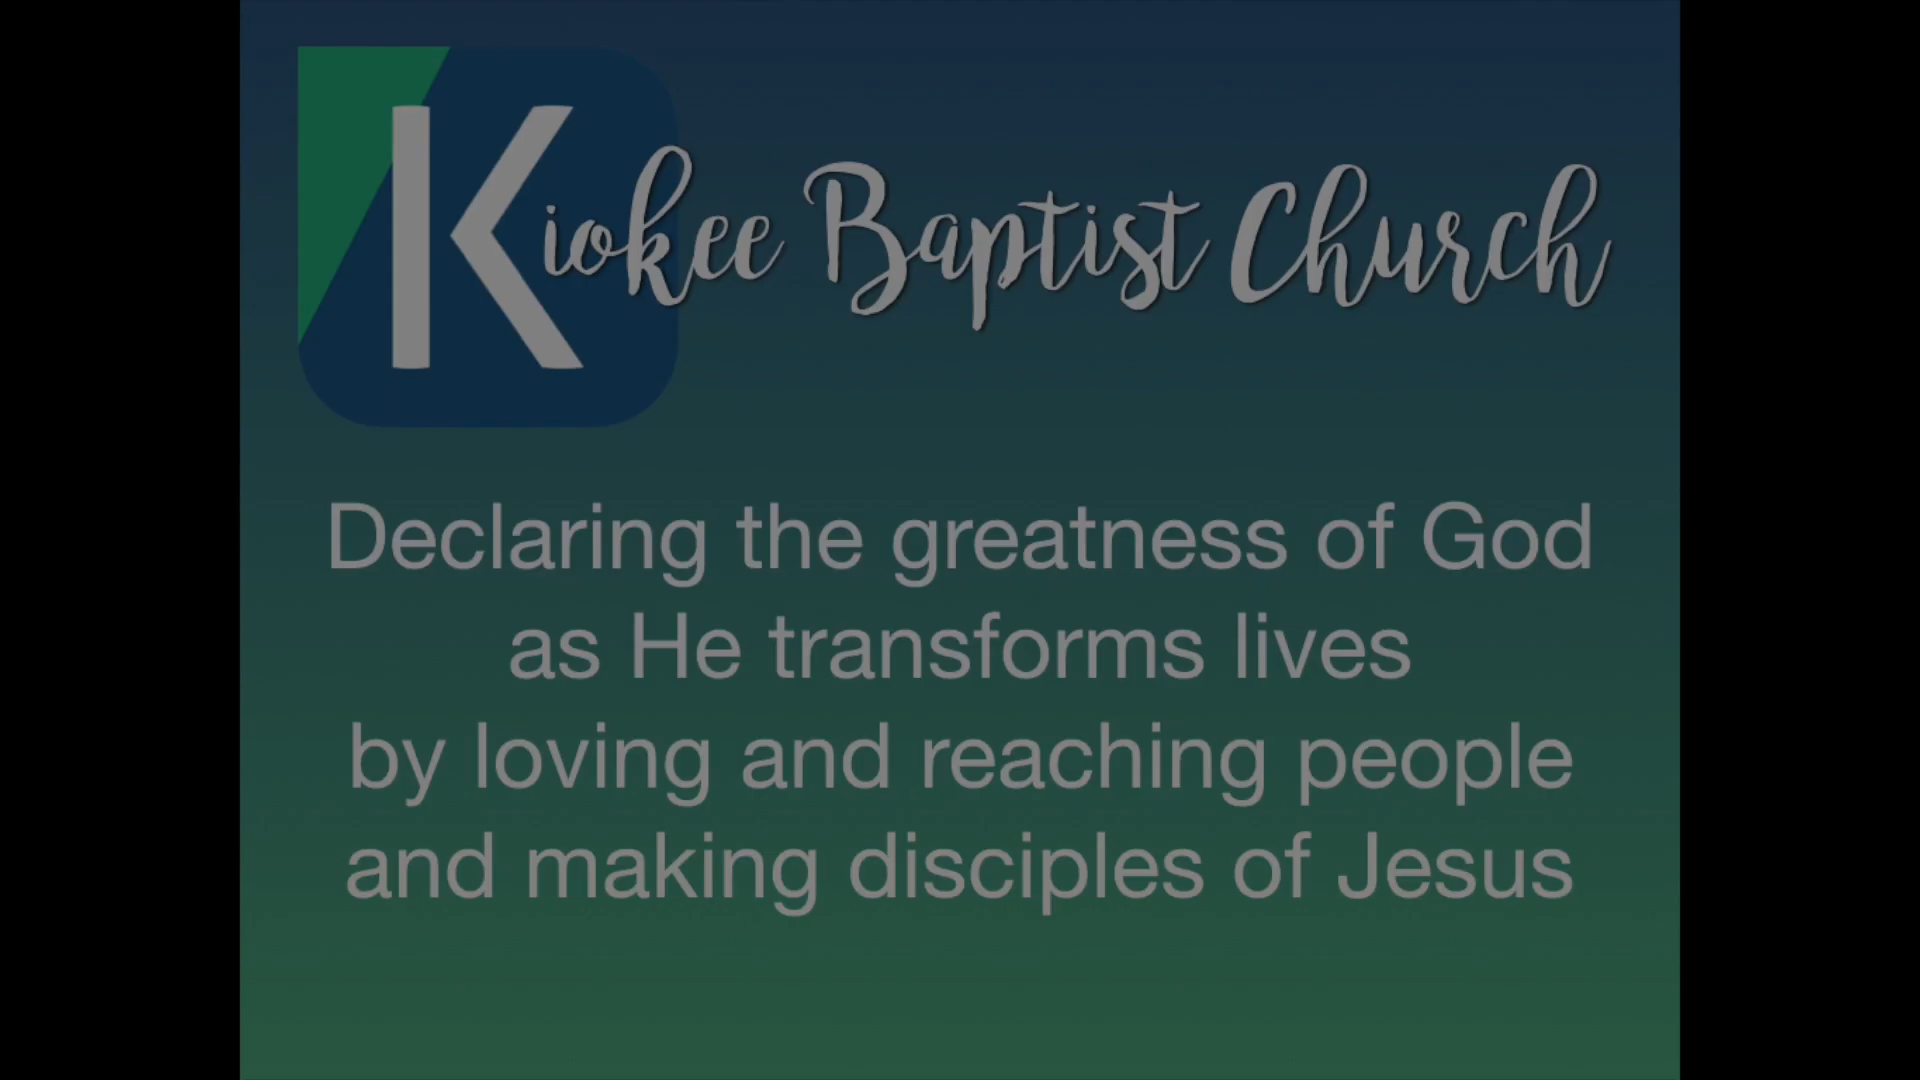 Kiokee Baptist Church
Declaring the greatness of God
as He transforms lives
by loving and reaching people
and making disciples of Jesus